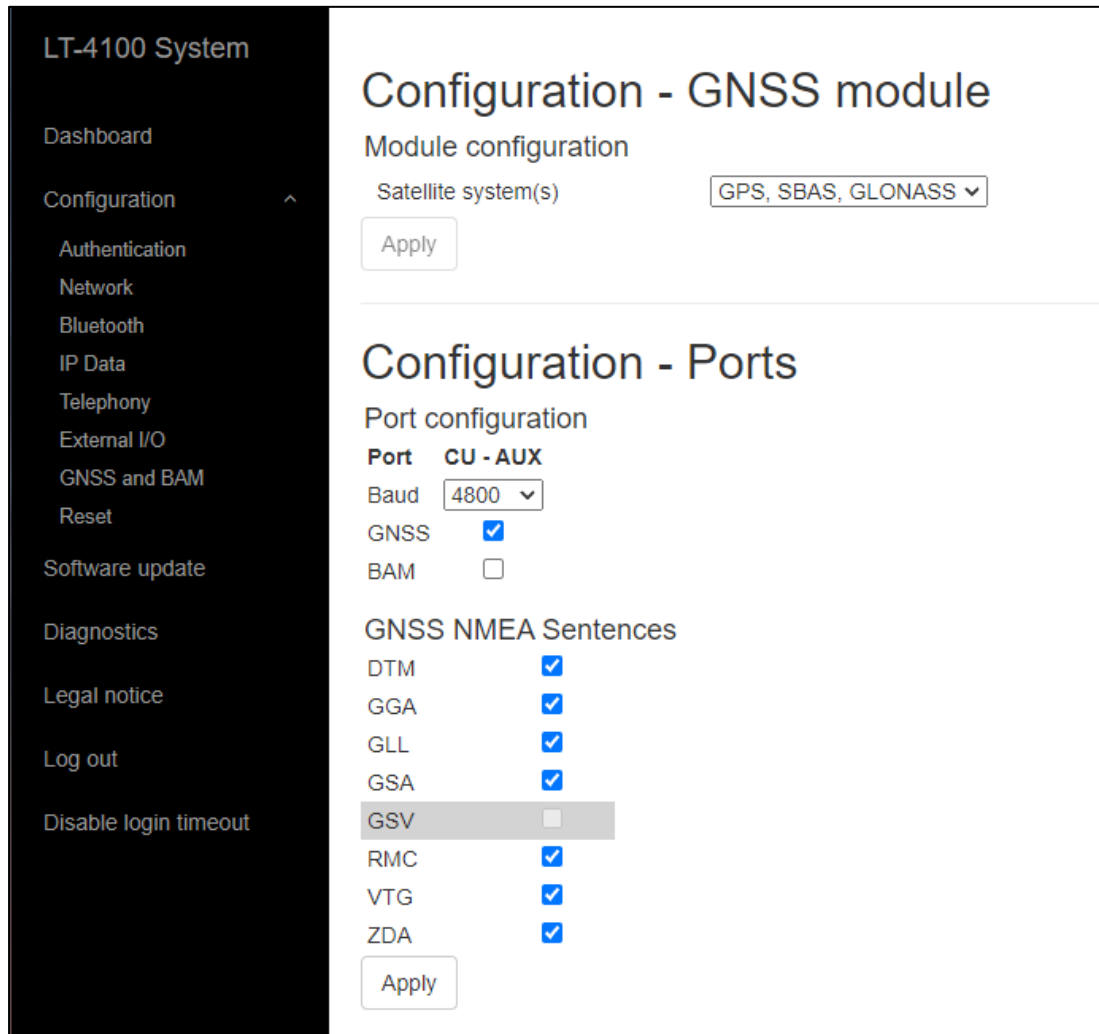 LT-4100 System
Dashboard
Configuration
Authentication
Network
Bluetooth
IP Data
Telephony
External I/O
GNSS and BAM
Reset
Software update
Diagnostics
Legal notice
Log out
Disable login timeout
Configuration - GNSS module
Module configuration
Satellite system(s) GPS, SBAS, GLONASS
Apply
Configuration - Ports
Port configuration
Port CU - AUX
Baud 4800
GNSS
BAM
GNSS NMEA Sentences
DTM
GGA
GLL
GSA
GSV
RMC
VTG
ZDA
Apply